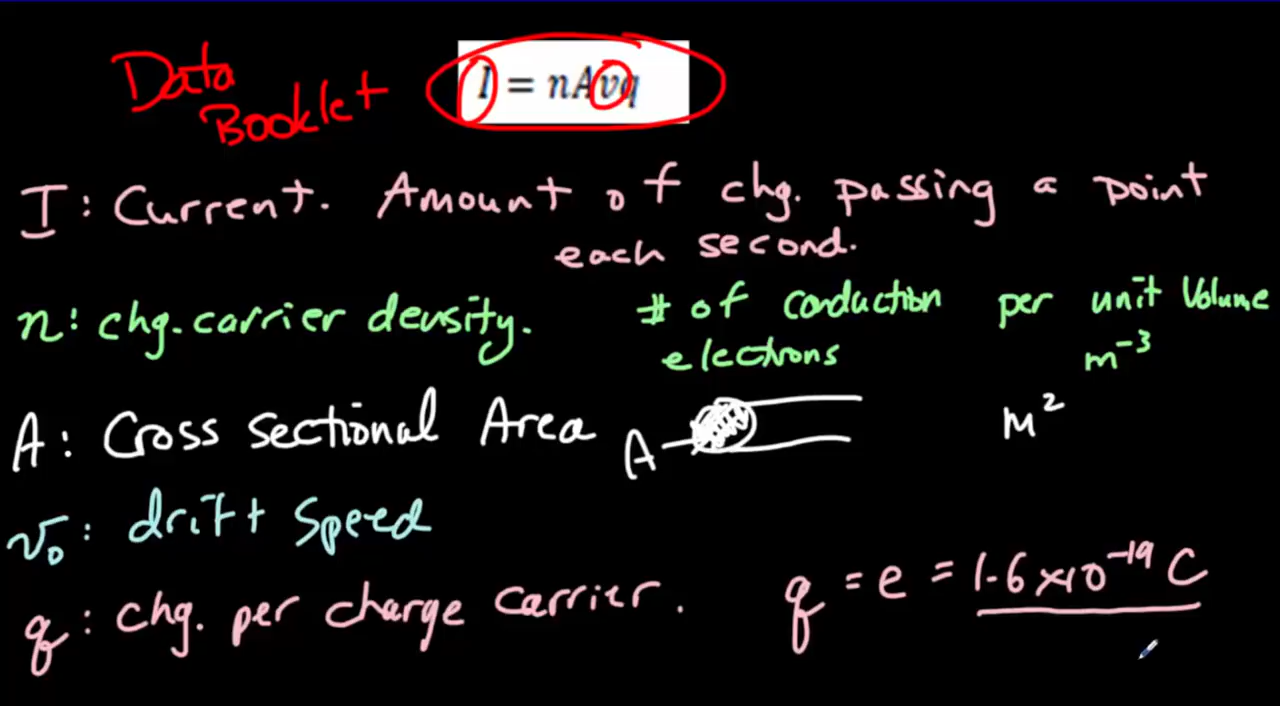 Data
Booklet
I = nAvq
I : Current. Amount of chg. passing a point
each second.
n : chg. carrier density. # of conduction per unit Volume
electrons m⁻³
A : Cross sectional Area A m²
v₀ : drift speed
q : chg. per charge carrier. q = e = 1.6×10⁻¹⁹ C